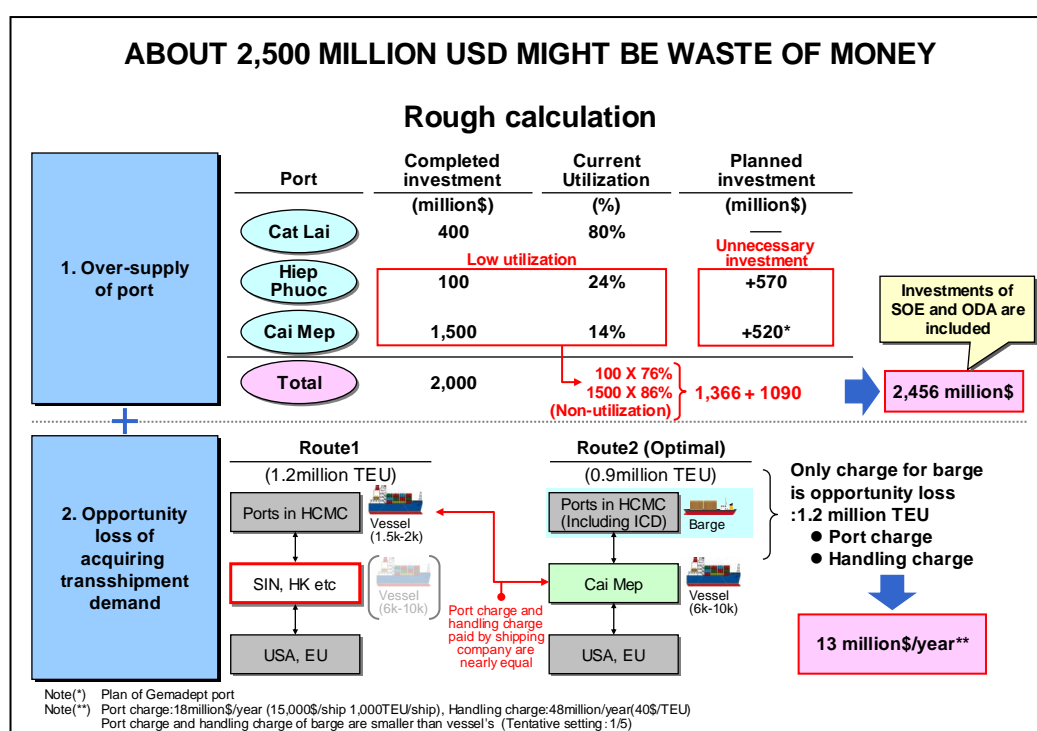 ABOUT 2,500 MILLION USD MIGHT BE WASTE OF MONEY
Rough calculation
1. Over-supply
of port
Port
Completed
investment
(million$)
Current
Utilization
(%)
Planned
investment
(million$)
Cat Lai
400
80%
Low utilization
Unnecessary
investment
Hiep
Phuoc
100
24%
+570
Cai Mep
1,500
14%
+520*
Total
2,000
100 X 76%
1500 X 86%
(Non-utilization)
1,366 + 1090
Investments of
SOE and ODA are
included
2,456 million$
2. Opportunity
loss of
acquiring
transshipment
demand
Route1
(1.2million TEU)
Ports in HCMC
Vessel
(1.5k-2k)
SIN, HK etc
Vessel
(6k-10k)
USA, EU
Port charge and
handling charge
paid by shipping
company are
nearly equal
Route2 (Optimal)
(0.9million TEU)
Ports in HCMC
(Including ICD)
Barge
Cai Mep
Vessel
(6k-10k)
USA, EU
Only charge for barge
is opportunity loss
:1.2 million TEU
● Port charge
● Handling charge
13 million$/year**
Note(*) Plan of Gemadept port
Note(**) Port charge:18million$/year (15,000$/ship 1,000TEU/ship), Handling charge:48million/year(40$/TEU)
Port charge and handling charge of barge are smaller than vessel's (Tentative setting: 1/5)